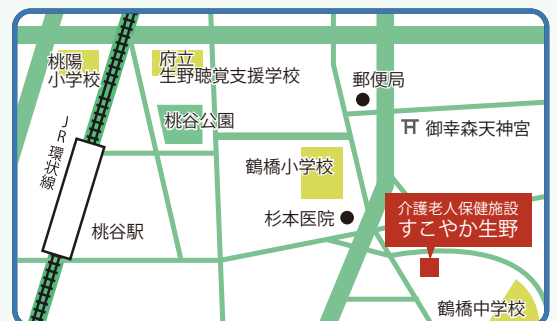 桃陽
小学校
府立
生野聴覚支援学校
郵便局
桃谷公園
御幸森天神宮
JR環状線
鶴橋小学校
介護老人保健施設
すこやか生野
杉本医院
桃谷駅
鶴橋中学校